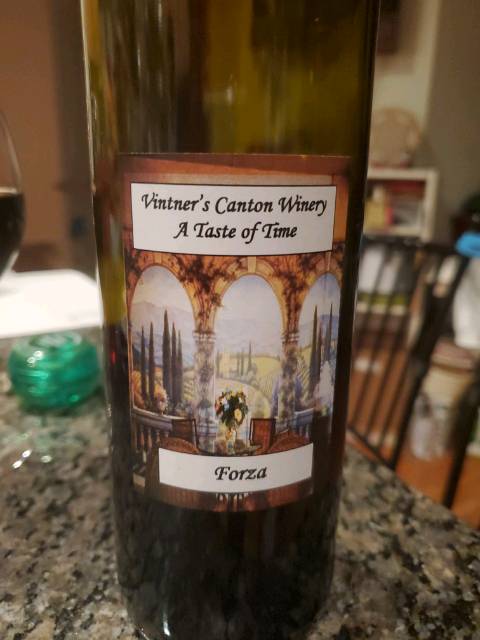 Vintner's Canton Winery
A Taste of Time
Forza